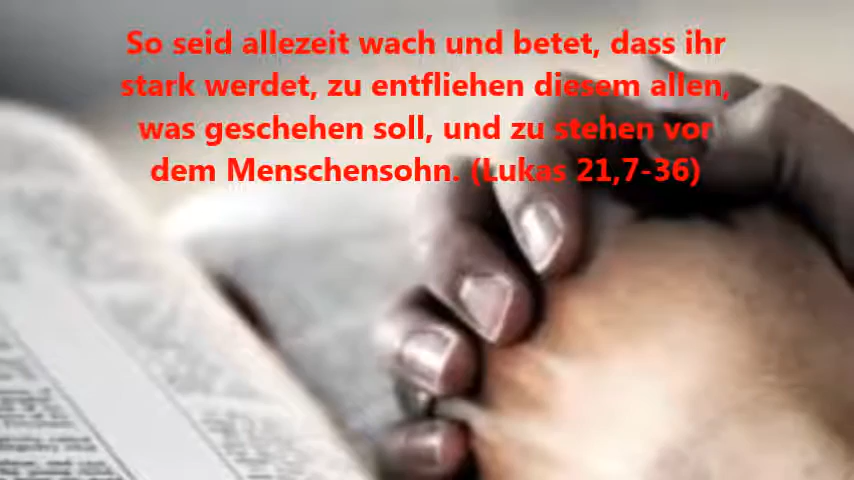 So seid allezeit wach und betet, dass ihr
stark werdet, zu entfliehen diesem allen,
was geschehen soll, und zu stehen vor
dem Menschensohn. (Lukas 21,7-36)